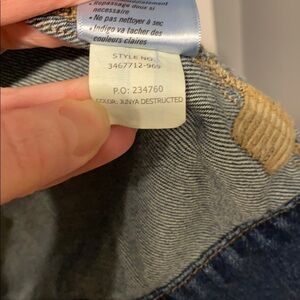 • Repassage doux si
nécessaire
• Ne pas nettoyer à sec
• Indigo va tacher des
couleurs claires
STYLE NO.
3467712-969
P.O: 234760
COLOR: JUNYA DESTRUCTED